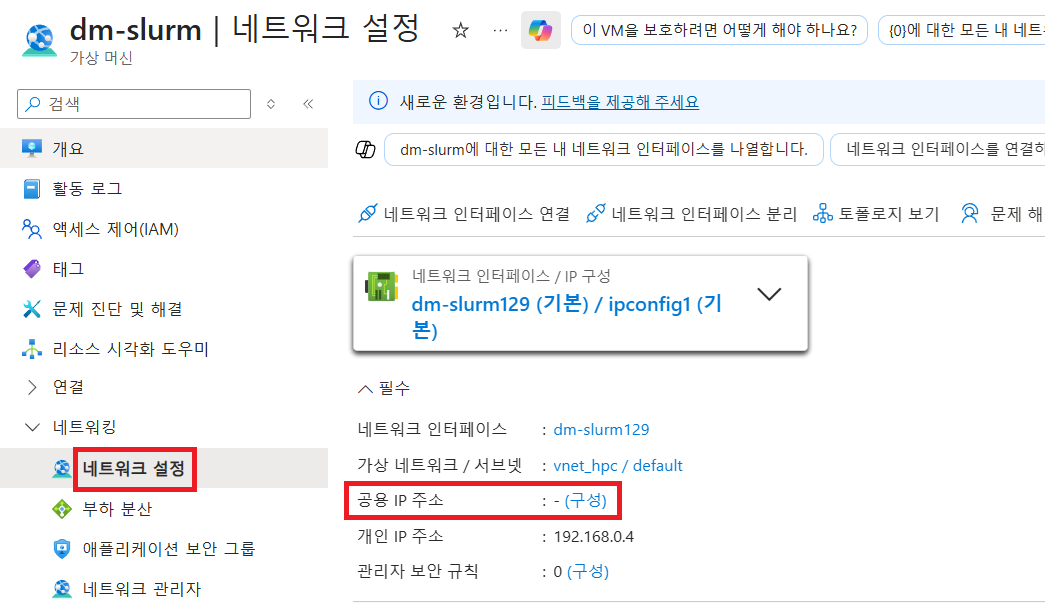 dm-slurm | 네트워크 설정
가상 머신
이 VM을 보호하려면 어떻게 해야 하나요?
{0}에 대한 모든 내 네트
검색
개요
활동 로그
액세스 제어(IAM)
태그
문제 진단 및 해결
리소스 시각화 도우미
연결
네트워킹
네트워크 설정
부하 분산
애플리케이션 보안 그룹
네트워크 관리자
새로운 환경입니다. 피드백을 제공해 주세요
dm-slurm에 대한 모든 내 네트워크 인터페이스를 나열합니다.
네트워크 인터페이스를 연결하
네트워크 인터페이스 연결
네트워크 인터페이스 분리
토폴로지 보기
문제 해
네트워크 인터페이스 / IP 구성
dm-slurm129 (기본) / ipconfig1 (기
본)
필수
네트워크 인터페이스 : dm-slurm129
가상 네트워크 / 서브넷 : vnet_hpc / default
공용 IP 주소 : - (구성)
개인 IP 주소 : 192.168.0.4
관리자 보안 규칙 : 0 (구성)